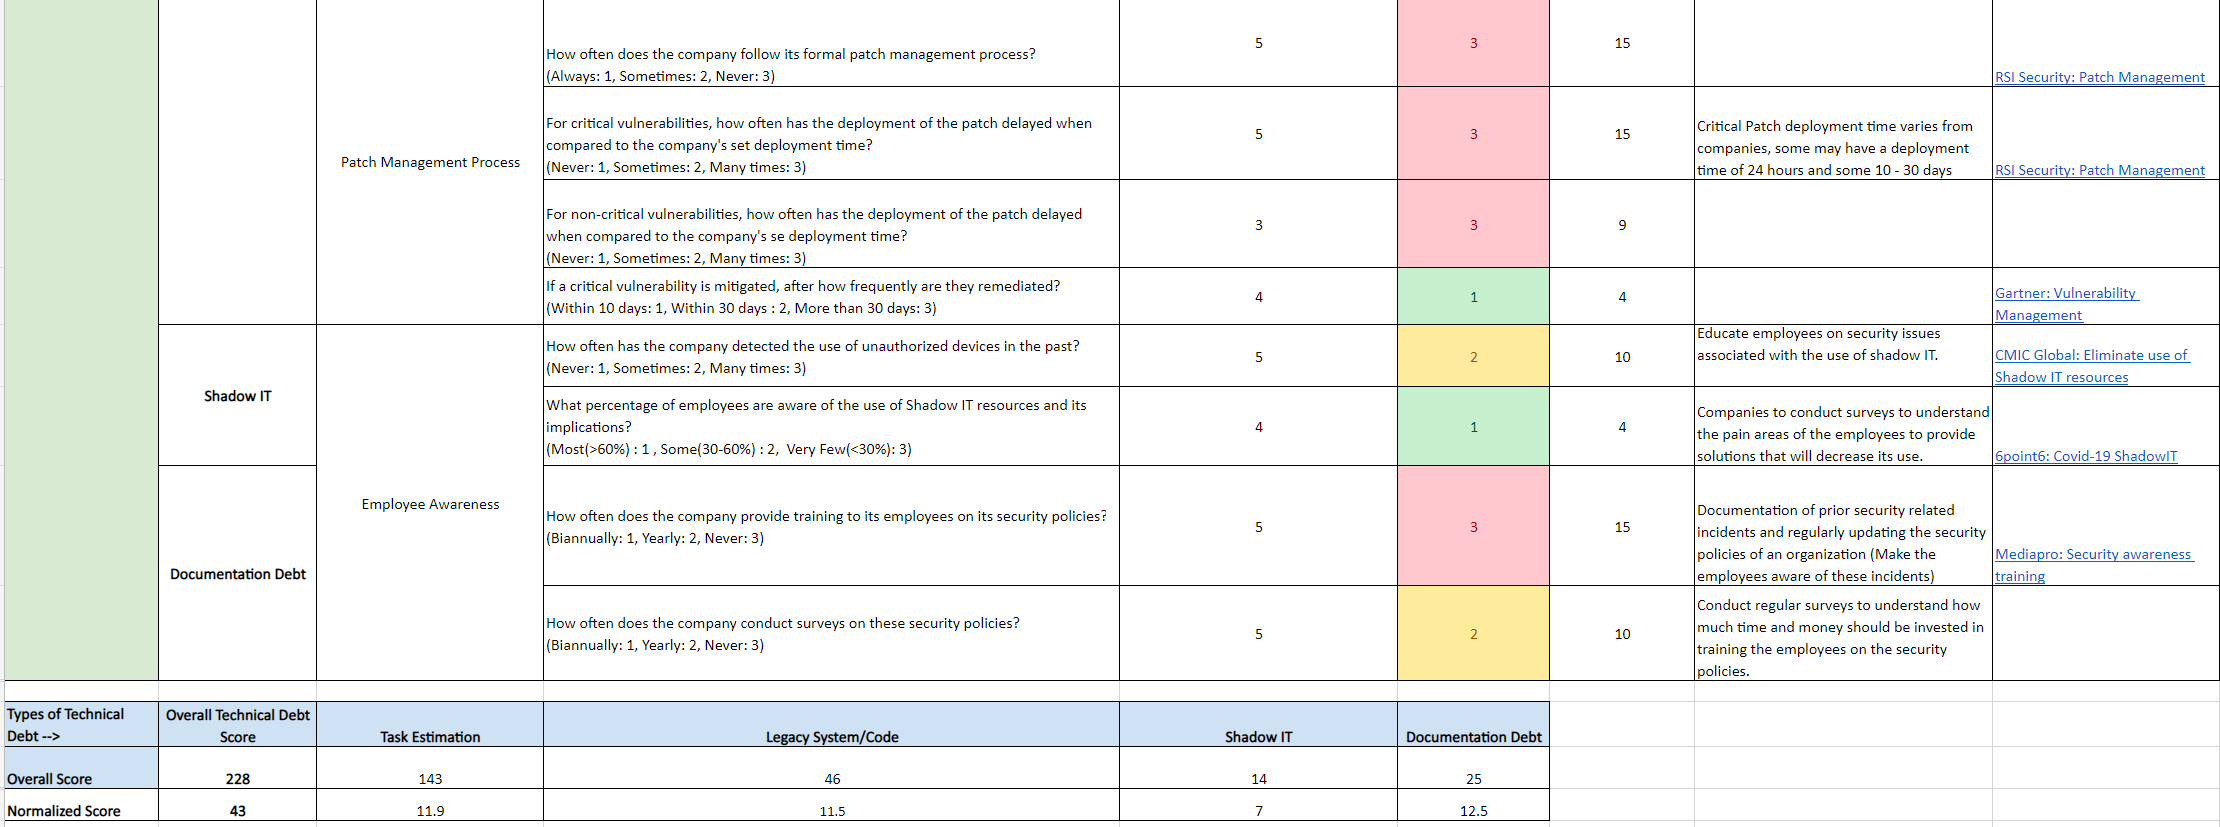 How often does the company follow its formal patch management process?
(Always: 1, Sometimes: 2, Never: 3)
5
3
15
RSI Security: Patch Management
Patch Management Process
For critical vulnerabilities, how often has the deployment of the patch delayed when
compared to the company's set deployment time?
(Never: 1, Sometimes: 2, Many times: 3)
5
3
15
Critical Patch deployment time varies from
companies, some may have a deployment
time of 24 hours and some 10 - 30 days
RSI Security: Patch Management
For non-critical vulnerabilities, how often has the deployment of the patch delayed
when compared to the company's se deployment time?
(Never: 1, Sometimes: 2, Many times: 3)
3
3
9
If a critical vulnerability is mitigated, after how frequently are they remediated?
(Within 10 days: 1, Within 30 days : 2, More than 30 days: 3)
4
1
4
Gartner: Vulnerability
Management
Shadow IT
Employee Awareness
How often has the company detected the use of unauthorized devices in the past?
(Never: 1, Sometimes: 2, Many times: 3)
5
2
10
Educate employees on security issues
associated with the use of shadow IT.
CMIC Global: Eliminate use of
Shadow IT resources
What percentage of employees are aware of the use of Shadow IT resources and its
implications?
(Most(>60%) : 1 , Some(30-60%) : 2,  Very Few(<30%): 3)
4
1
4
Companies to conduct surveys to understand
the pain areas of the employees to provide
solutions that will decrease its use.
6point6: Covid-19 ShadowIT
Documentation Debt
How often does the company provide training to its employees on its security policies?
(Biannually: 1, Yearly: 2, Never: 3)
5
3
15
Documentation of prior security related
incidents and regularly updating the security
policies of an organization (Make the
employees aware of these incidents)
Mediapro: Security awareness
training
How often does the company conduct surveys on these security policies?
(Biannually: 1, Yearly: 2, Never: 3)
5
2
10
Conduct regular surveys to understand how
much time and money should be invested in
training the employees on the security
policies.
Types of Technical
Debt -->
Overall Technical Debt
Score
Task Estimation
Legacy System/Code
Shadow IT
Documentation Debt
Overall Score
228
143
46
14
25
Normalized Score
43
11.9
11.5
7
12.5